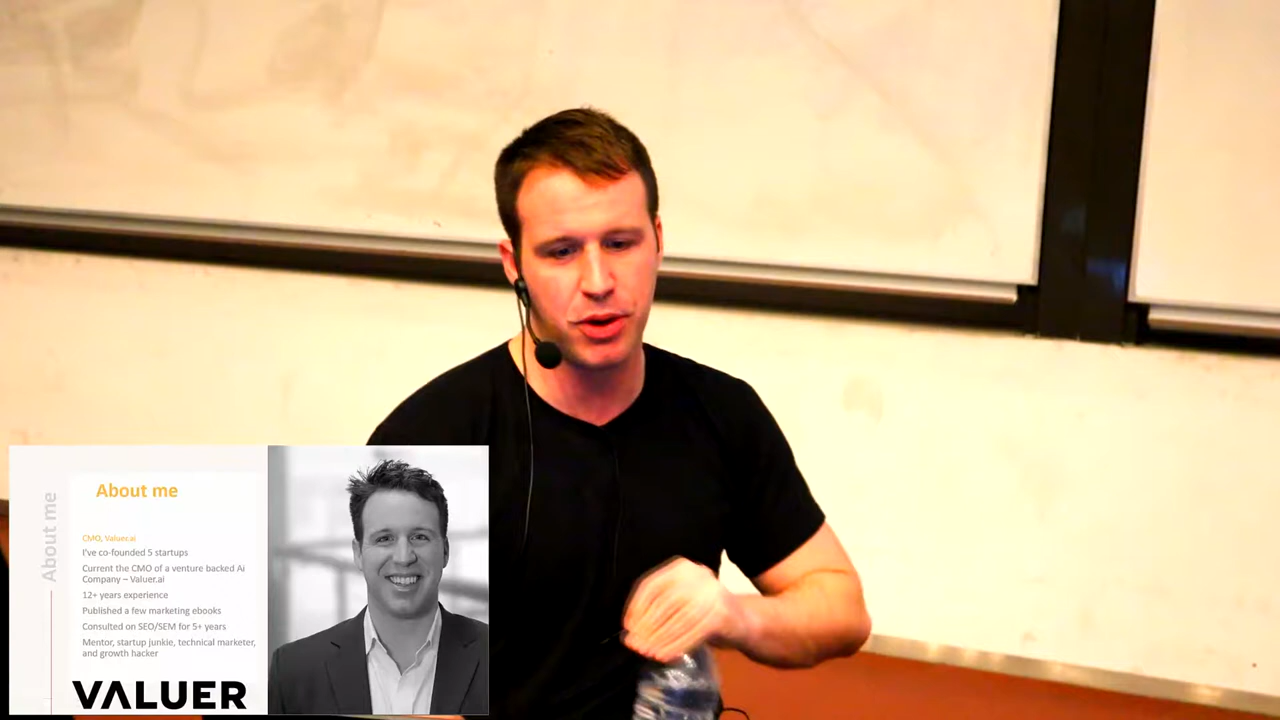 About me
About me
CMO, Valuer.ai
I've co-founded 5 startups
Current the CMO of a venture backed Ai
Company – Valuer.ai
12+ years experience
Published a few marketing ebooks
Consulted on SEO/SEM for 5+ years
Mentor, startup junkie, technical marketer,
and growth hacker
VALUER